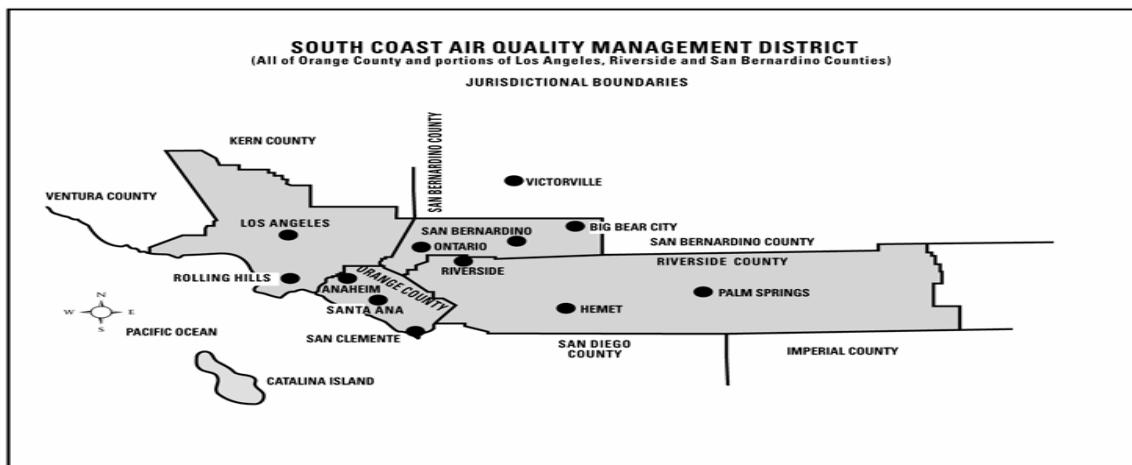 SOUTH COAST AIR QUALITY MANAGEMENT DISTRICT
(All of Orange County and portions of Los Angeles, Riverside and San Bernardino Counties)
JURISDICTIONAL BOUNDARIES
KERN COUNTY
SAN BERNARDINO COUNTY
VICTORVILLE
VENTURA COUNTY
LOS ANGELES
SAN BERNARDINO
BIG BEAR CITY
ONTARIO
SAN BERNARDINO COUNTY
RIVERSIDE
RIVERSIDE COUNTY
ROLLING HILLS
ANAHEIM
ORANGE COUNTY
PALM SPRINGS
SANTA ANA
HEMET
N
W E
S
PACIFIC OCEAN
SAN CLEMENTE
SAN DIEGO
COUNTY
IMPERIAL COUNTY
CATALINA ISLAND